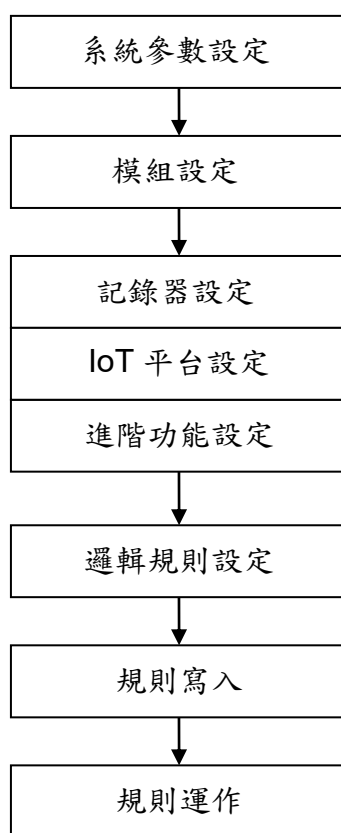 系統參數設定
模組設定
記錄器設定
IoT 平台設定
進階功能設定
邏輯規則設定
規則寫入
規則運作